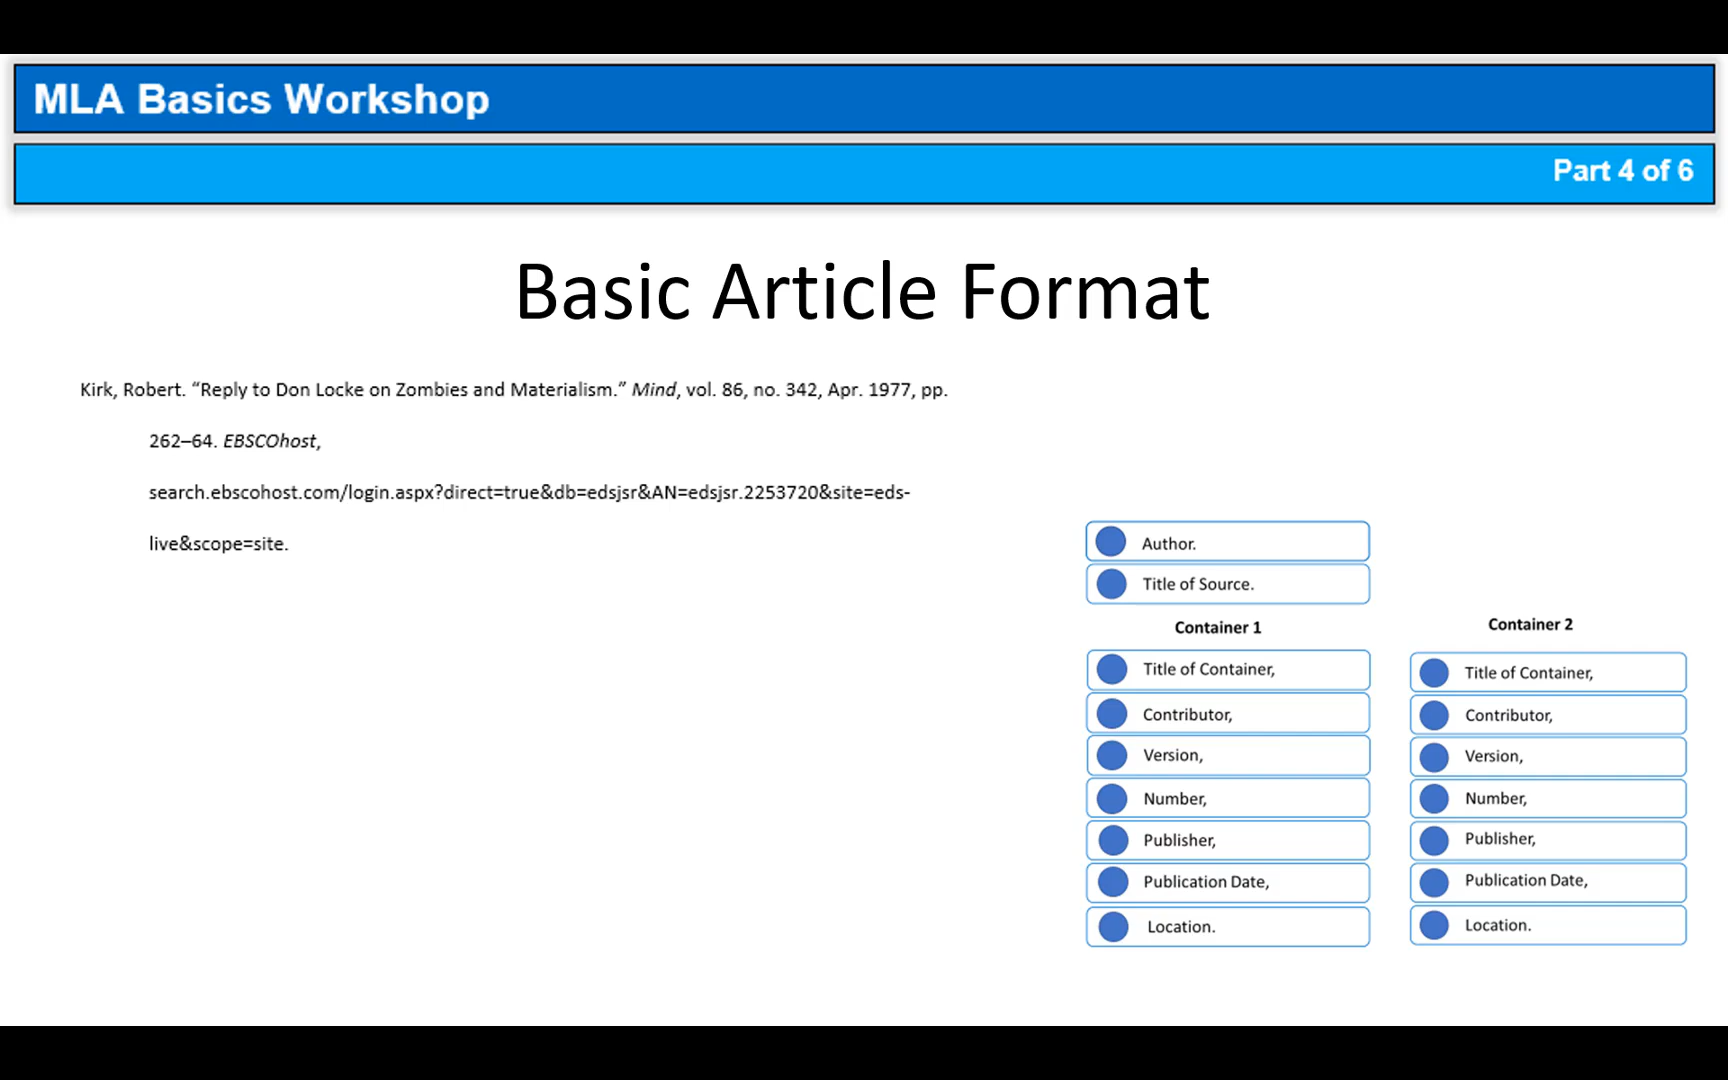 MLA Basics Workshop
Part 4 of 6
Basic Article Format
Kirk, Robert. “Reply to Don Locke on Zombies and Materialism.” Mind, vol. 86, no. 342, Apr. 1977, pp.
262–64. EBSCOhost,
search.ebscohost.com/login.aspx?direct=true&db=edsjsr&AN=edsjsr.2253720&site=eds-
live&scope=site.
Author.
Title of Source.
Container 1
Title of Container,
Contributor,
Version,
Number,
Publisher,
Publication Date,
Location.
Container 2
Title of Container,
Contributor,
Version,
Number,
Publisher,
Publication Date,
Location.